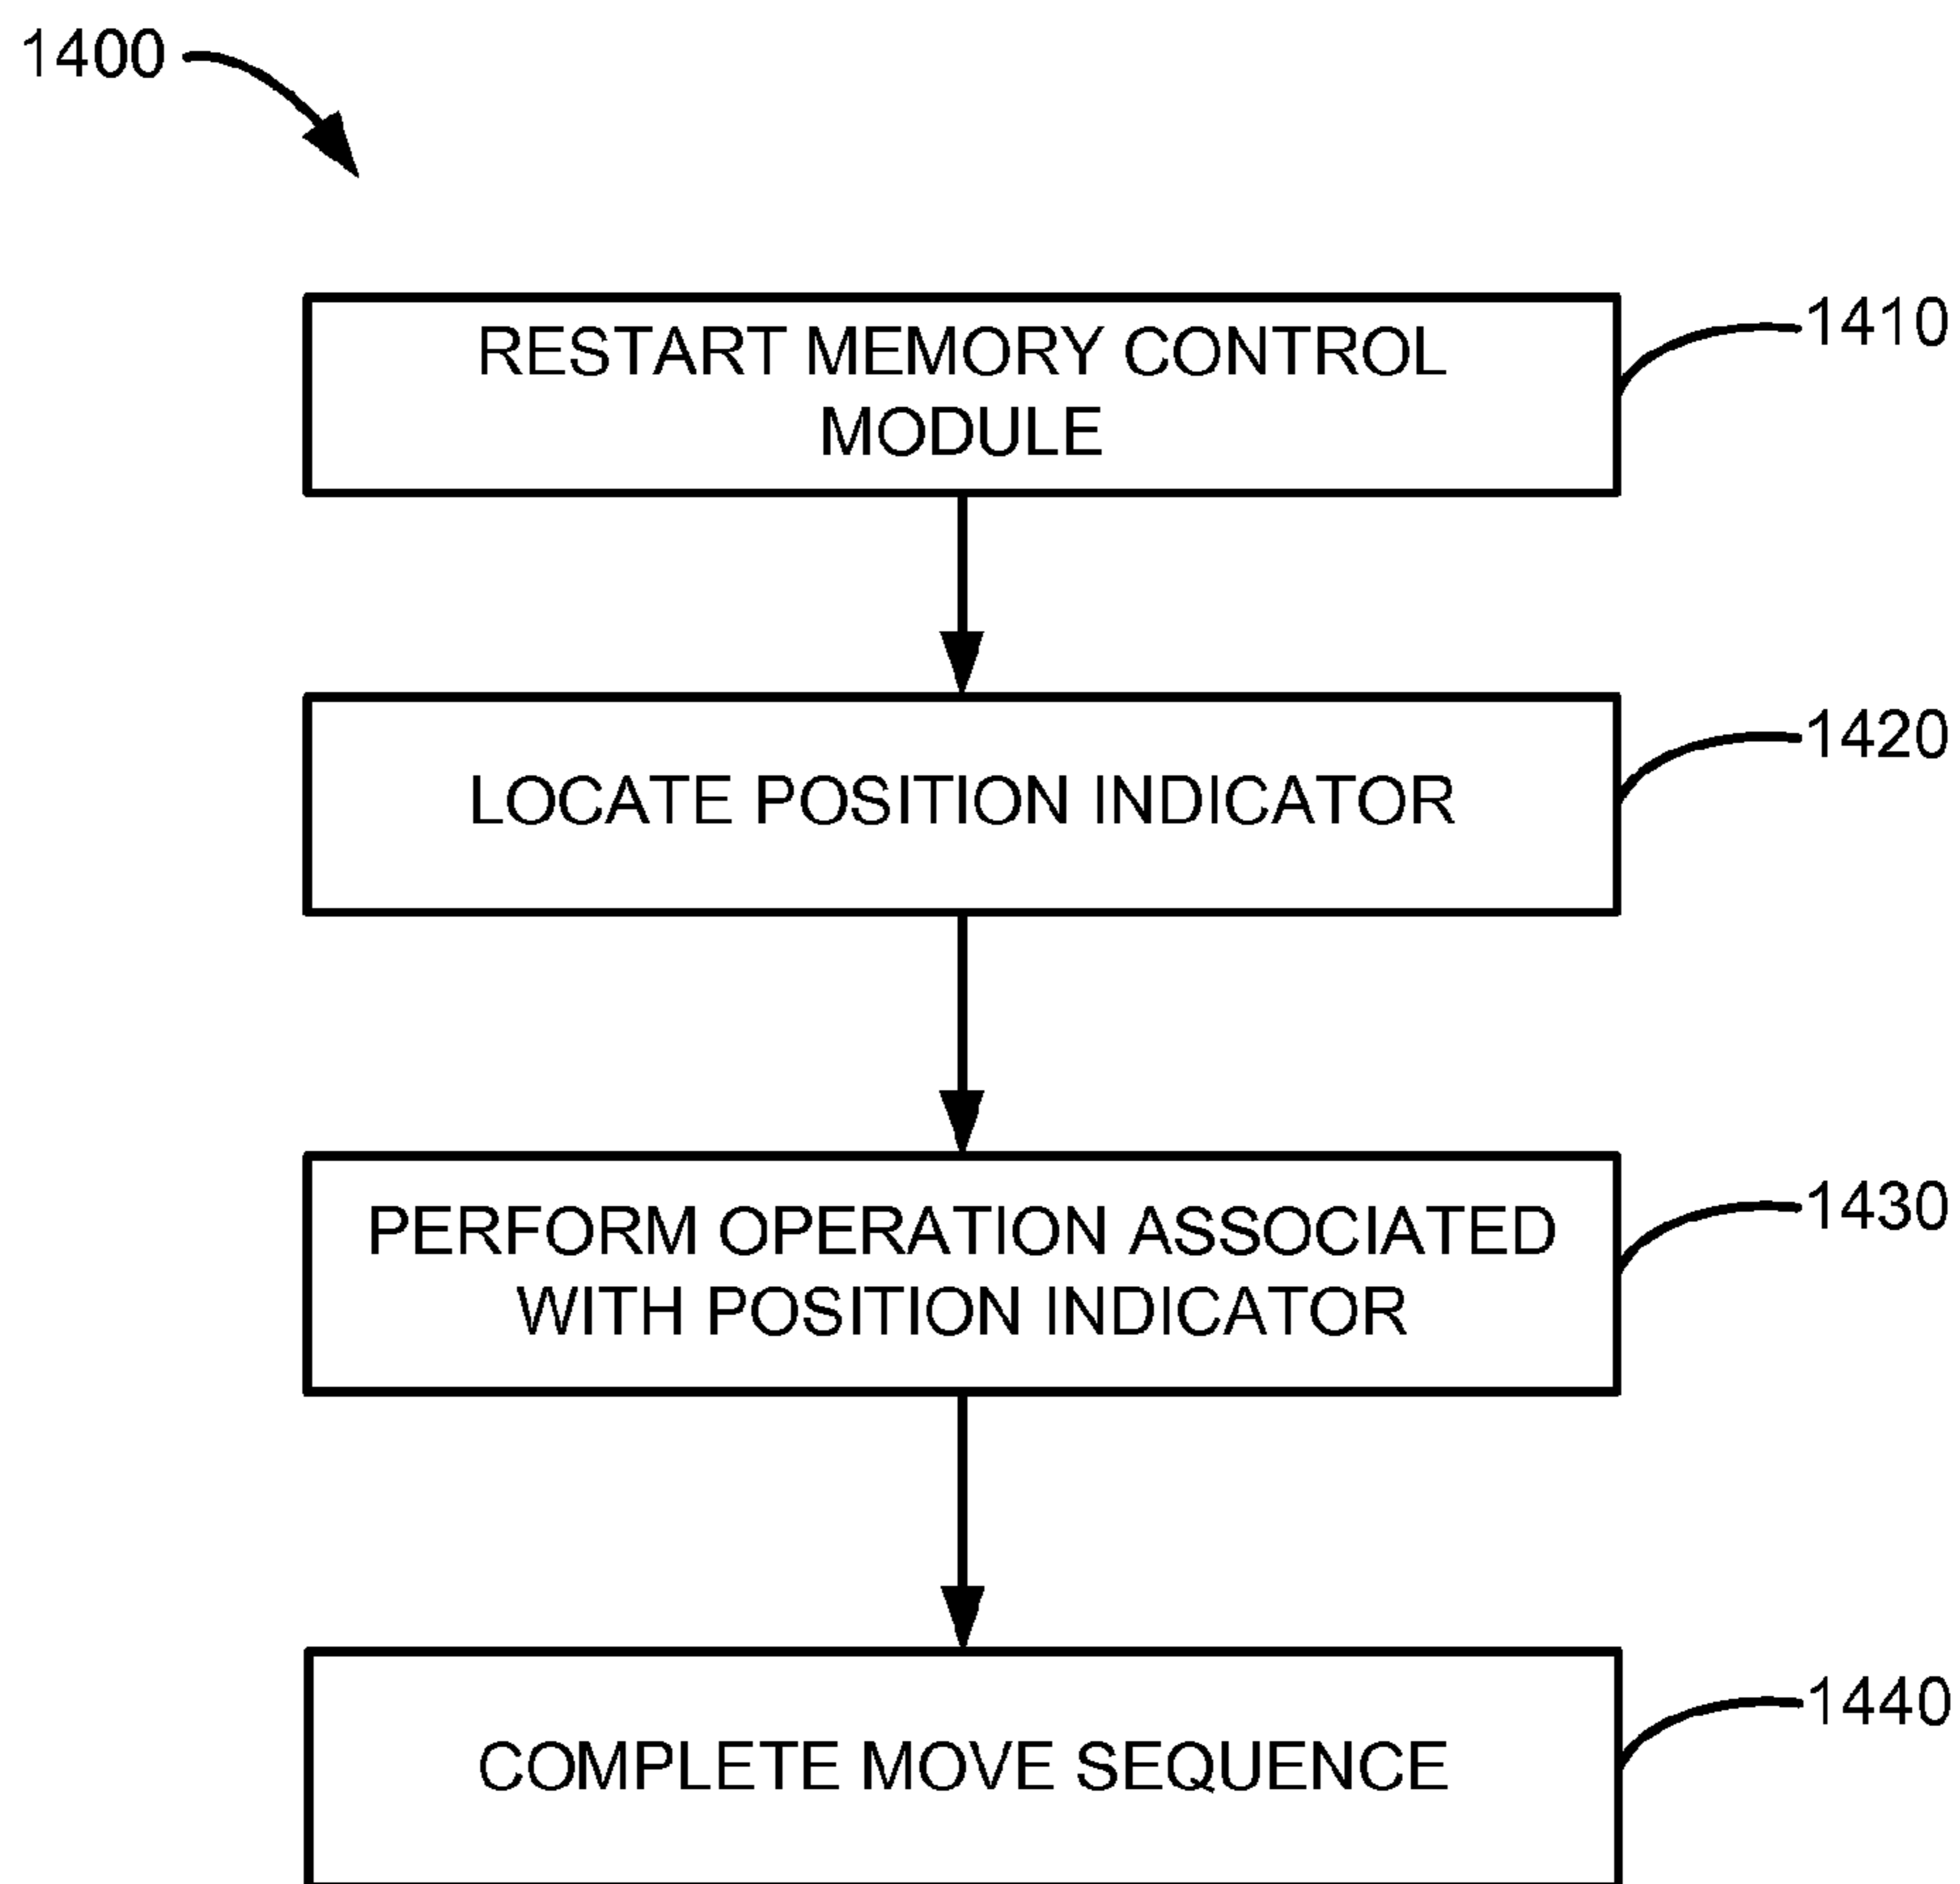 1400
RESTART MEMORY CONTROL
MODULE
1410
LOCATE POSITION INDICATOR
1420
PERFORM OPERATION ASSOCIATED
WITH POSITION INDICATOR
1430
COMPLETE MOVE SEQUENCE
1440